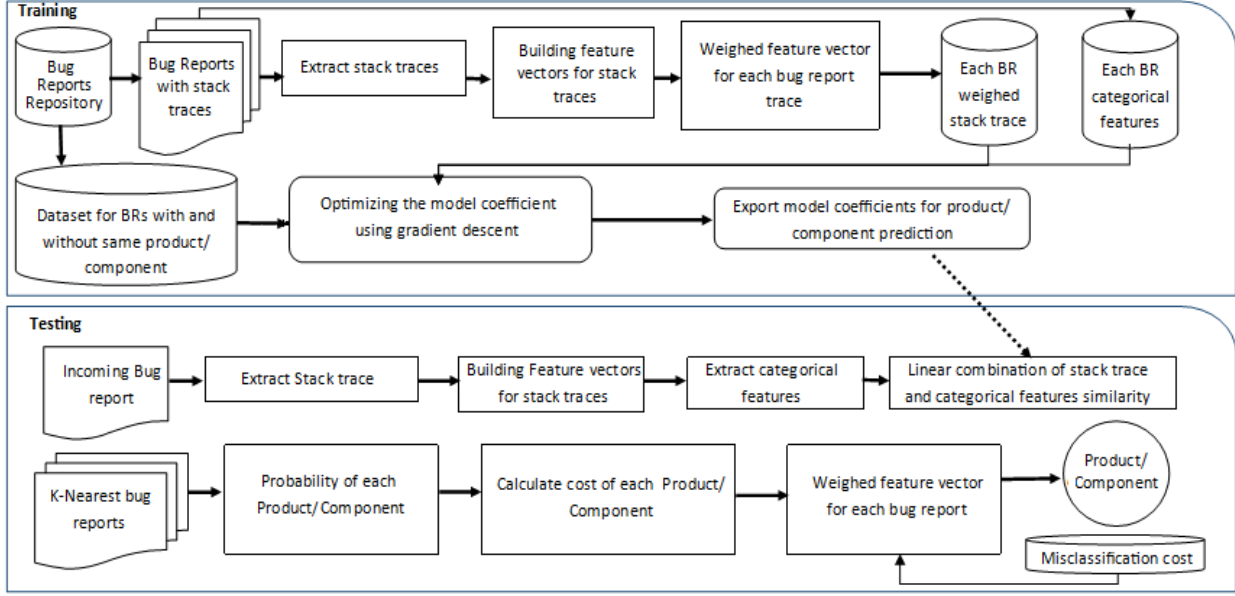 Training
Bug
Reports
Repository
Bug Reports
with stack
traces
Extract stack traces
Building feature
vectors for stack
traces
Weighed feature vector
for each bug report
trace
Each BR
weighed
stack trace
Each BR
categorical
features
Dataset for BRs with and
without same product/
component
Optimizing the model coefficient
using gradient descent
Export model coefficients for product/
component prediction
Testing
Incoming Bug
report
Extract Stack trace
Building Feature vectors
for stack traces
Extract categorical
features
Linear combination of stack trace
and categorical features similarity
K-Nearest bug
reports
Probability of each
Product/Component
Calculate cost of each Product/
Component
Weighed feature vector
for each bug report
Product/
Component
Misclassification cost